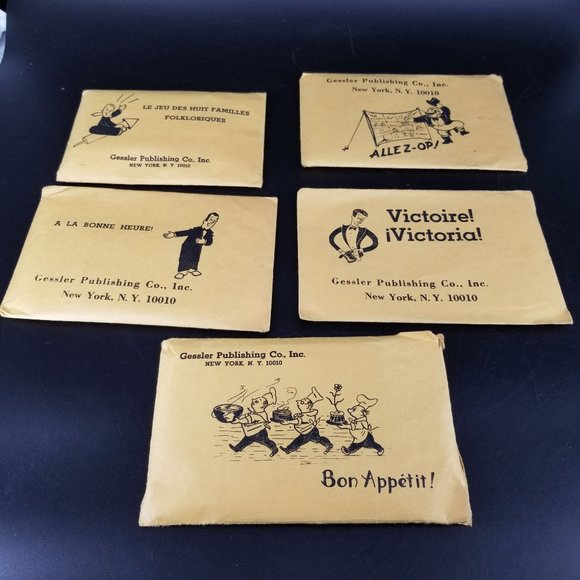 LE JEU DES HUIT FAMILLES
FOLKLORIQUES
Gessler Publishing Co., Inc.
NEW YORK, N. Y. 10010
Gessler Publishing Co., Inc.
New York, N. Y. 10010
ALLEZ-OP!
A LA BONNE HEURE!
Gessler Publishing Co., Inc.
New York, N. Y. 10010
Victoire!
¡Victoria!
Gessler Publishing Co., Inc.
New York, N. Y. 10010
Gessler Publishing Co., Inc.
NEW YORK, N. Y. 10010
Bon Appétit!